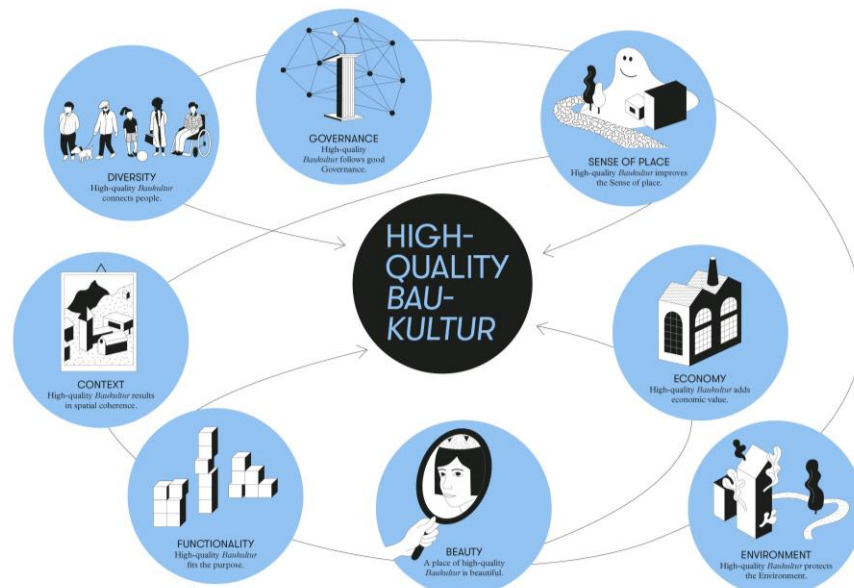 GOVERNANCE
High-quality
Baukultur follows good
Governance.
DIVERSITY
High-quality Baukultur
connects people.
SENSE OF PLACE
High-quality Baukultur improves
the Sense of place.
HIGH-
QUALITY
BAU-
KULTUR
CONTEXT
High-quality Baukultur results
in spatial coherence.
ECONOMY
High-quality Baukultur adds
economic value.
FUNCTIONALITY
High-quality Baukultur
fits the purpose.
BEAUTY
A place of high-quality
Baukultur is beautiful.
ENVIRONMENT
High-quality Baukultur protects
the Environment.